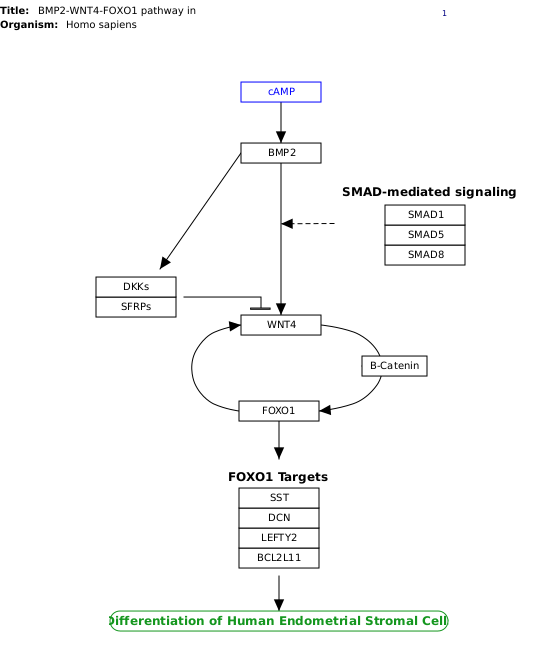 Title: BMP2-WNT4-FOXO1 pathway in
1
Organism: Homo sapiens
cAMP
BMP2
SMAD-mediated signaling
SMAD1
SMAD5
SMAD8
DKKs
SFRPs
WNT4
B-Catenin
FOXO1
FOXO1 Targets
SST
DCN
LEFTY2
BCL2L11
Differentiation of Human Endometrial Stromal Cell